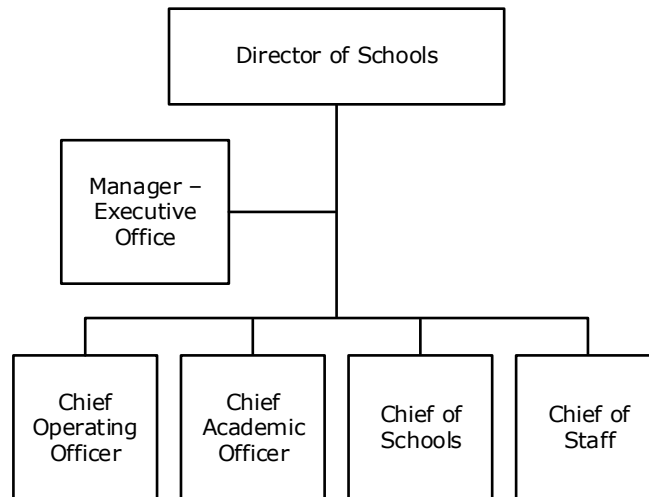 Director of Schools
Manager –
Executive
Office
Chief
Operating
Officer
Chief
Academic
Officer
Chief of
Schools
Chief of
Staff